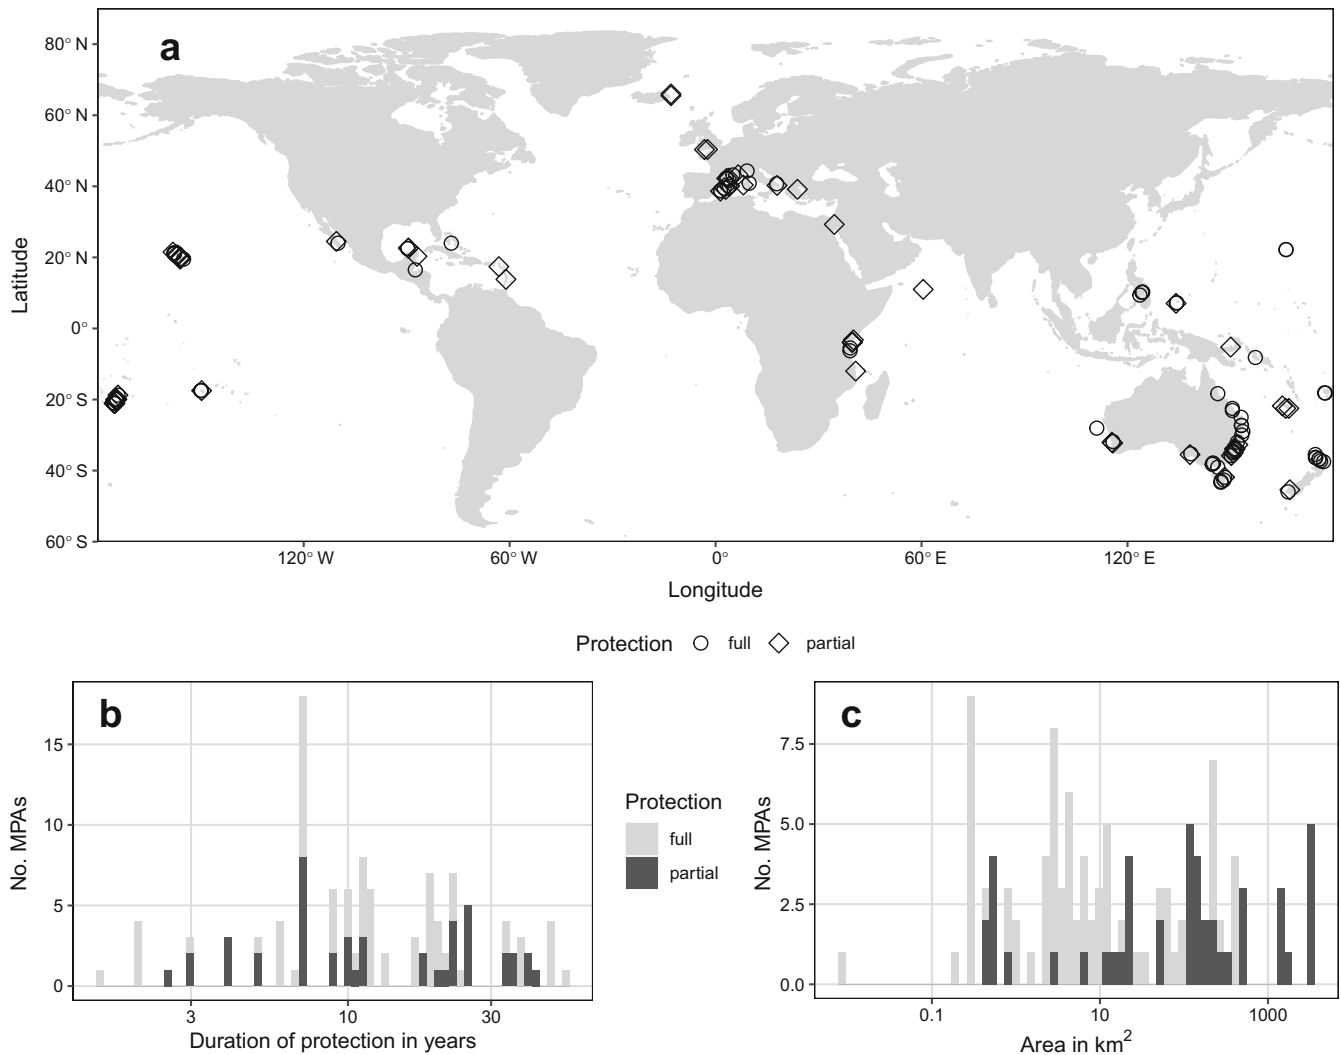 a
80° N
60° N
40° N
20° N
0°
20° S
40° S
60° S
Latitude
120° W
60° W
0°
60° E
120° E
Longitude
Protection full partial
b
15
10
5
0
No. MPAs
3
10
30
Duration of protection in years
Protection
full
partial
c
7.5
5.0
2.5
0.0
No. MPAs
0.1
10
1000
Area in km²